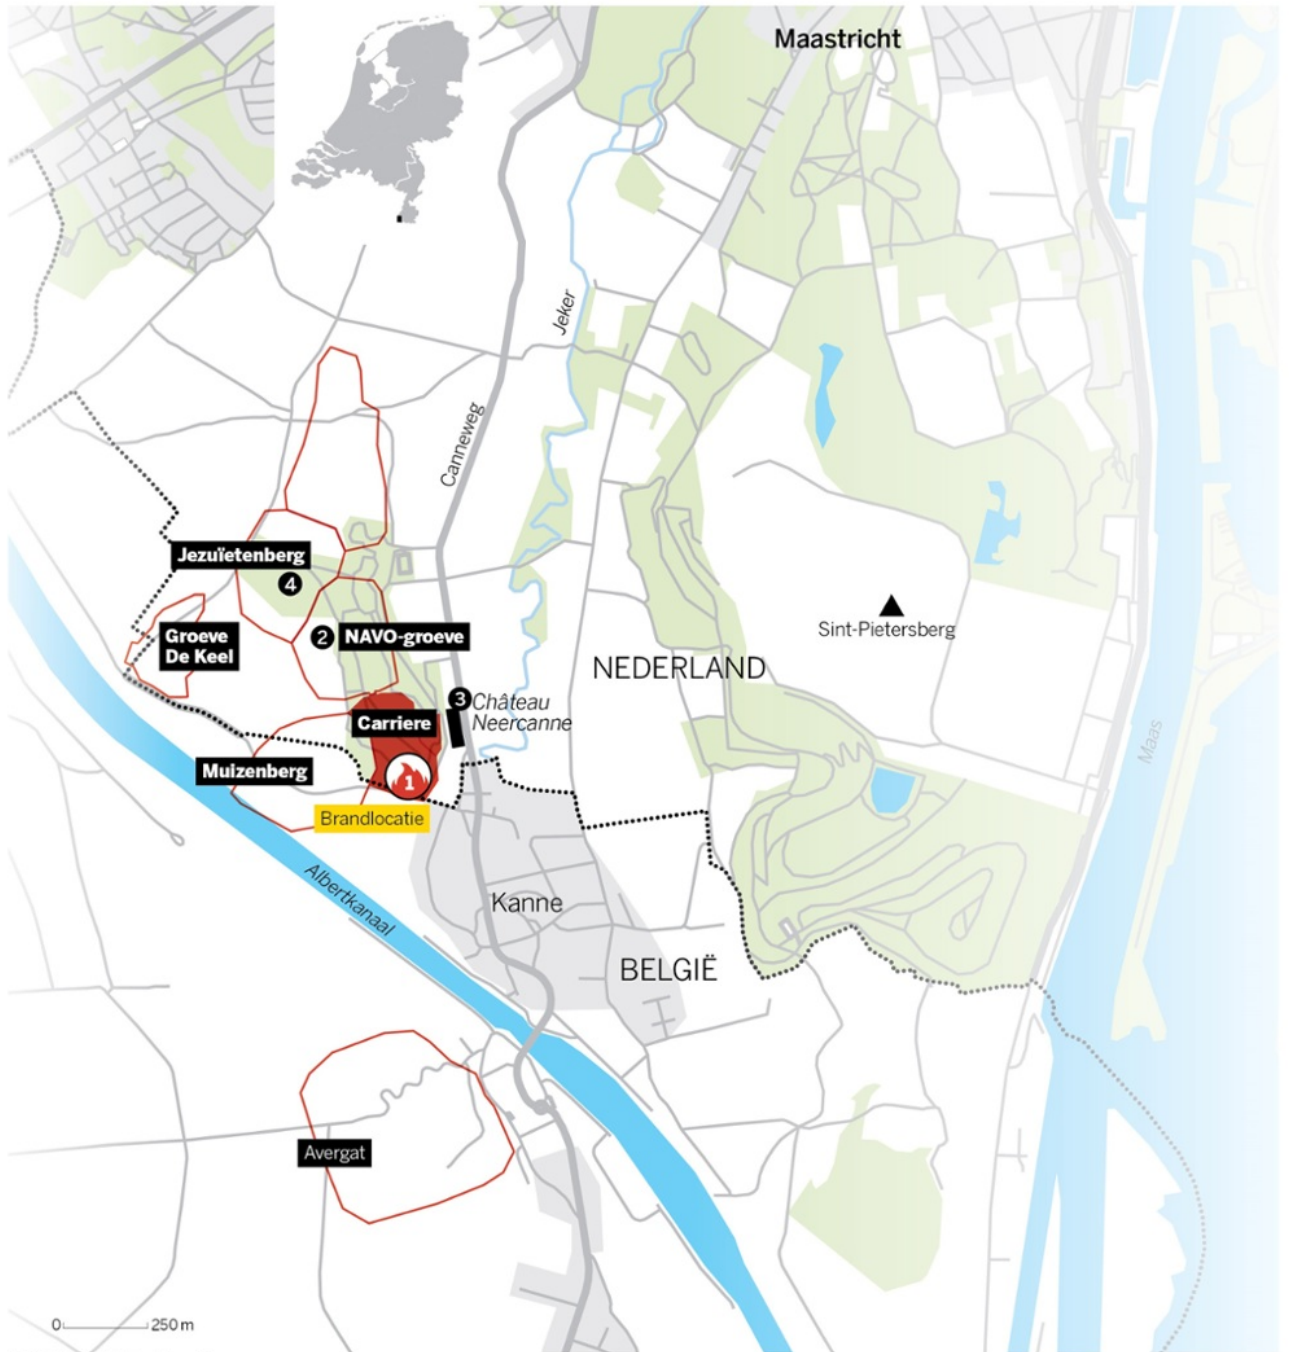 Maastricht
Jeker
Canneweg
Jezuïetenberg
4
Groeve
De Keel
2
NAVO-groeve
Sint-Pietersberg
NEDERLAND
3
Château
Neercanne
Carriere
Maas
Muizenberg
1
Brandlocatie
Albertkanaal
Kanne
BELGIË
Avergat
0
250 m